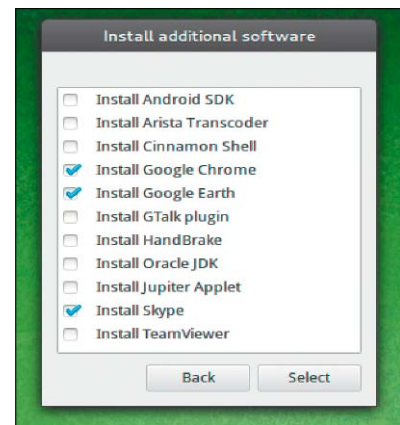 Install additional software
Install Android SDK
Install Arista Transcoder
Install Cinnamon Shell
Install Google Chrome
Install Google Earth
Install GTalk plugin
Install HandBrake
Install Oracle JDK
Install Jupiter Applet
Install Skype
Install TeamViewer
Back Select